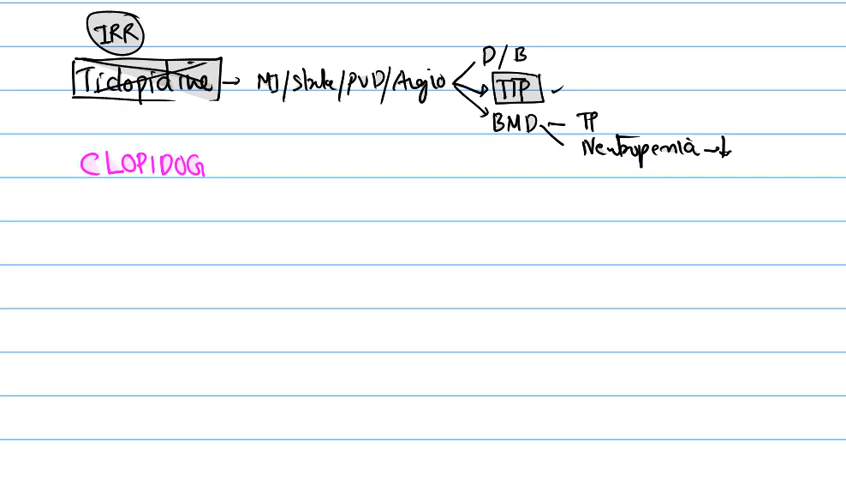 IRR
Ticlopidine → MI/Stroke/PVD/Angio
D/B
TTP ✓
BMD - TP
Neutropenia →↓
CLOPIDOG